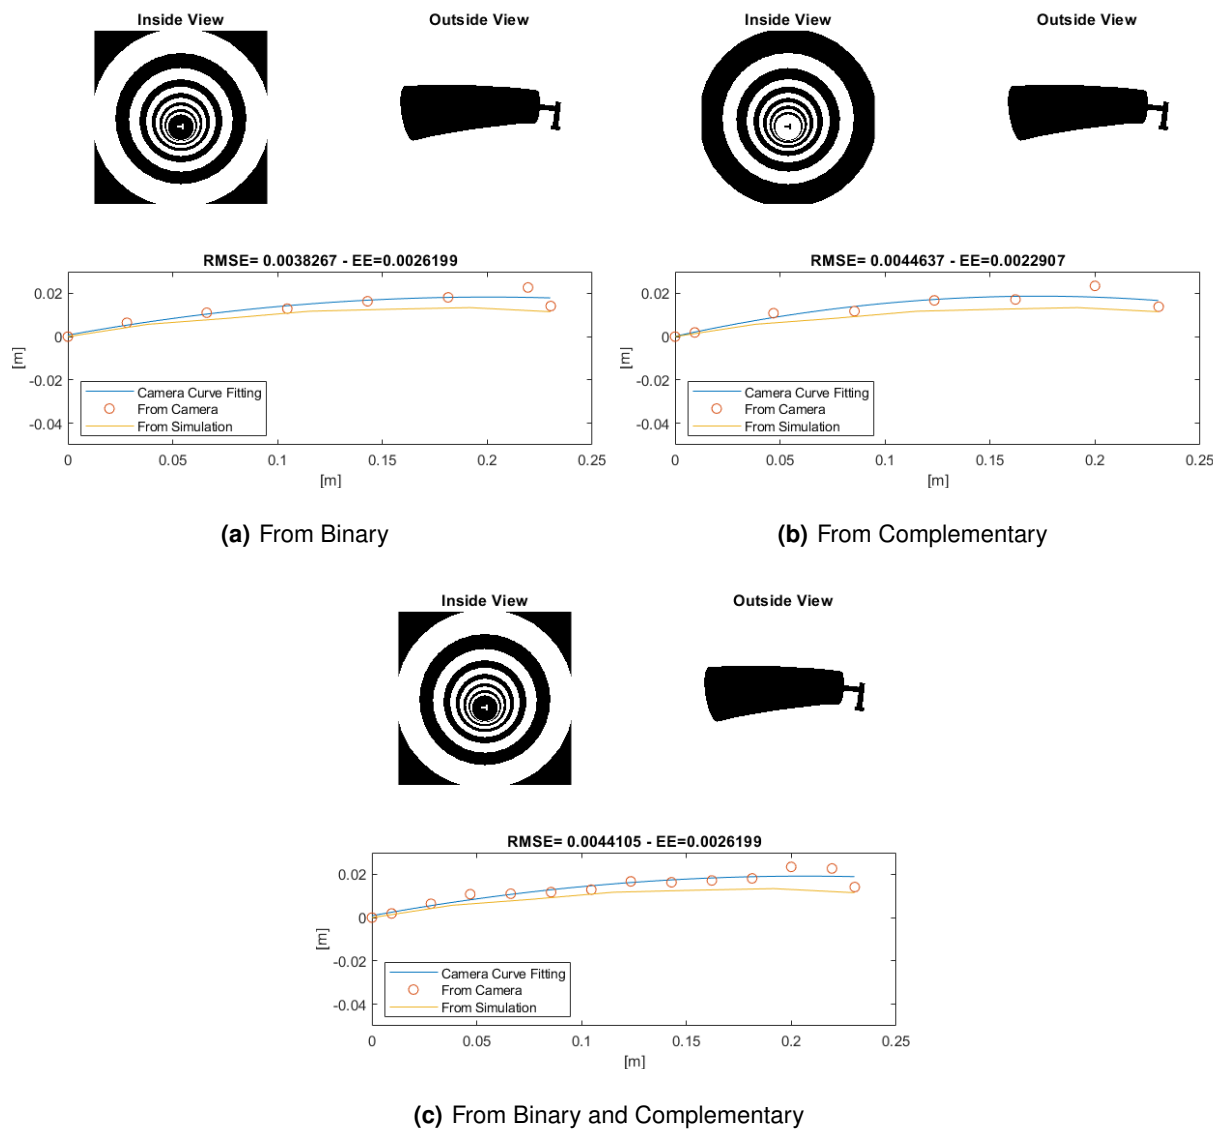 Inside View
Outside View
RMSE= 0.0038267 - EE=0.0026199
0.02
0
-0.02
-0.04
[m]
Camera Curve Fitting
From Camera
From Simulation
0 0.05 0.1 0.15 0.2 0.25
[m]
(a) From Binary
Inside View
Outside View
RMSE= 0.0044637 - EE=0.0022907
0.02
0
-0.02
-0.04
[m]
Camera Curve Fitting
From Camera
From Simulation
0 0.05 0.1 0.15 0.2 0.25
[m]
(b) From Complementary
Inside View
Outside View
RMSE= 0.0044105 - EE=0.0026199
0.02
0
-0.02
-0.04
[m]
Camera Curve Fitting
From Camera
From Simulation
0 0.05 0.1 0.15 0.2 0.25
[m]
(c) From Binary and Complementary